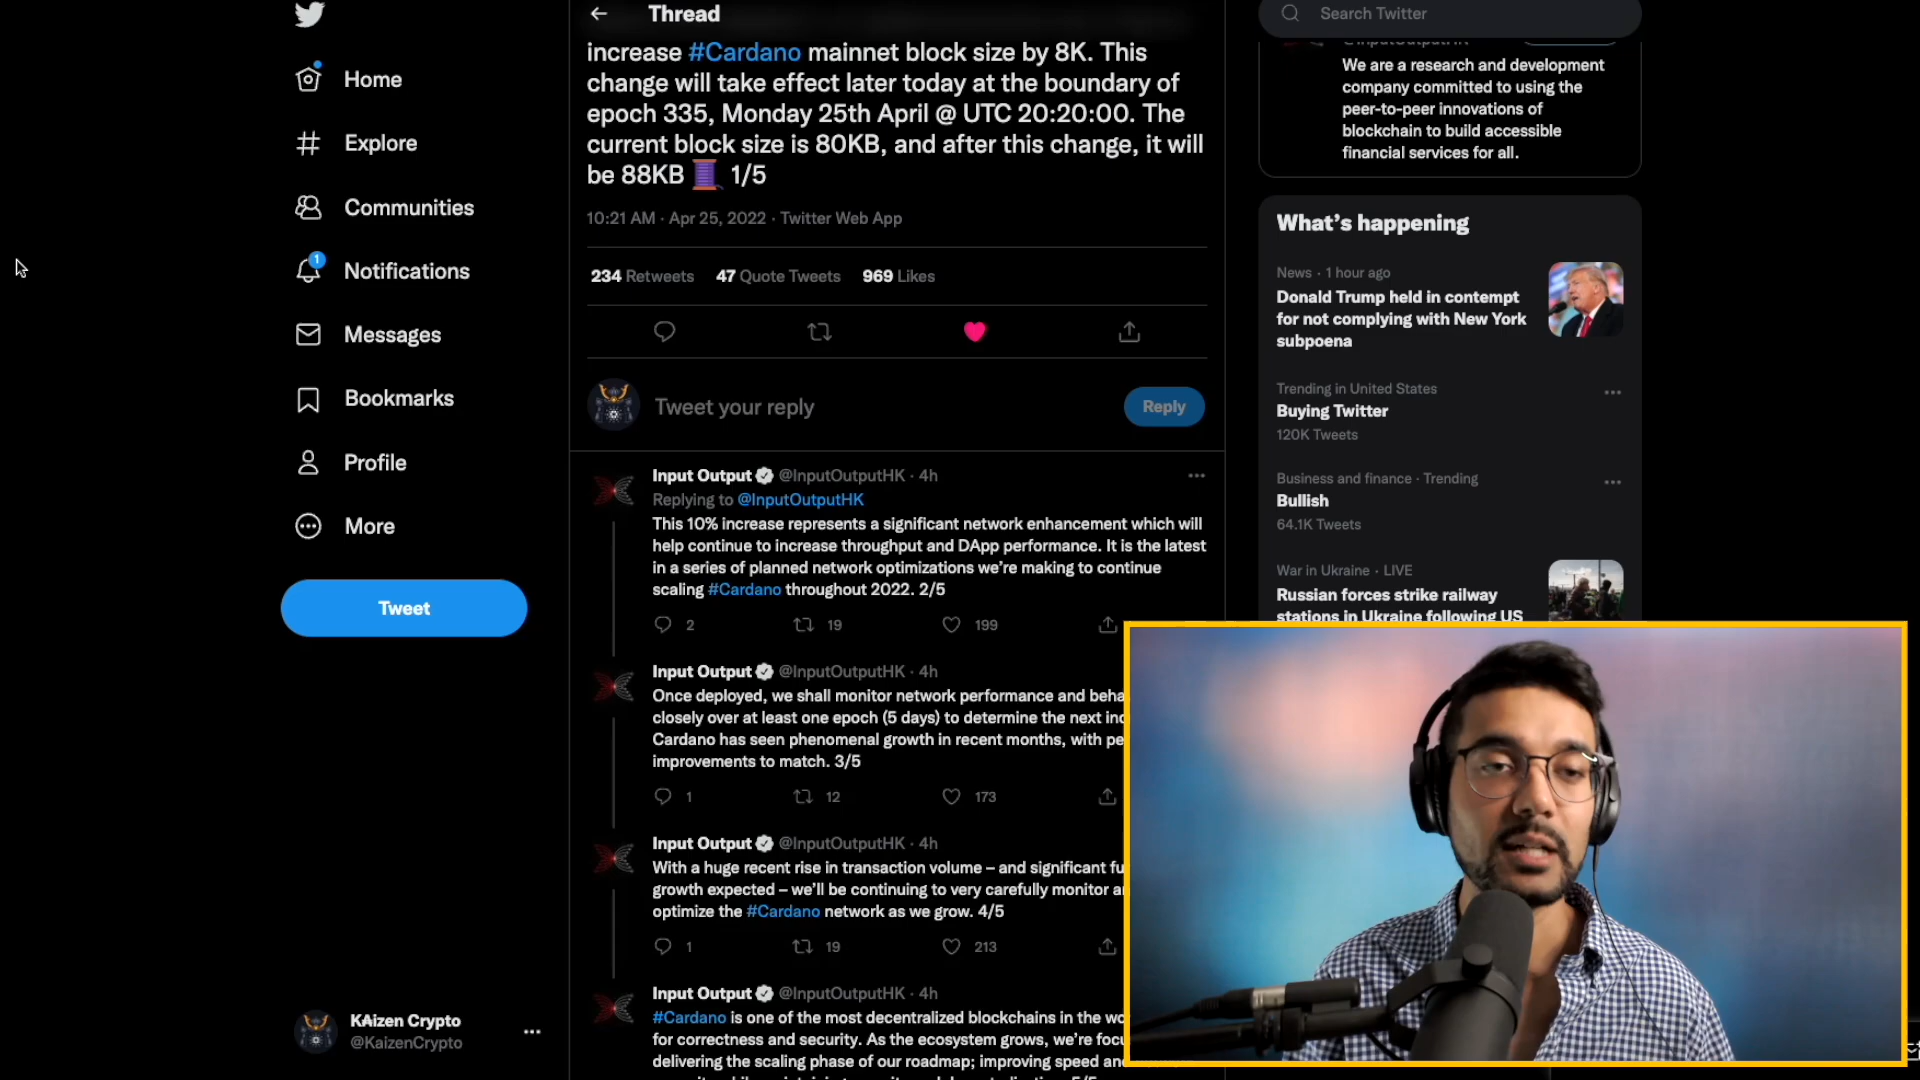 Home
Explore
Communities
1
Notifications
Messages
Bookmarks
Profile
More
Tweet
KAizen Crypto
@KaizenCrypto
Thread
increase #Cardano mainnet block size by 8K. This
change will take effect later today at the boundary of
epoch 335, Monday 25th April @ UTC 20:20:00. The
current block size is 80KB, and after this change, it will
be 88KB 🧵 1/5
10:21 AM · Apr 25, 2022 · Twitter Web App
234 Retweets 47 Quote Tweets 969 Likes
Tweet your reply
Reply
Input Output @InputOutputHK · 4h
Replying to @InputOutputHK
This 10% increase represents a significant network enhancement which will
help continue to increase throughput and DApp performance. It is the latest
in a series of planned network optimizations we're making to continue
scaling #Cardano throughout 2022. 2/5
2 19 199
Input Output @InputOutputHK · 4h
Once deployed, we shall monitor network performance and
closely over at least one epoch (5 days) to determine the next
Cardano has seen phenomenal growth in recent months, with
improvements to match. 3/5
1 12 173
Input Output @InputOutputHK · 4h
With a huge recent rise in transaction volume – and significant
growth expected – we'll be continuing to very carefully monitor
optimize the #Cardano network as we grow. 4/5
1 19 213
Input Output @InputOutputHK · 4h
#Cardano is one of the most decentralized blockchains in the
for correctness and security. As the ecosystem grows, we're
delivering the scaling phase of our roadmap; improving speed
Search Twitter
@InputOutputHK
We are a research and development
company committed to using the
peer-to-peer innovations of
blockchain to build accessible
financial services for all.
What's happening
News · 1 hour ago
Donald Trump held in contempt
for not complying with New York
subpoena
Trending in United States
Buying Twitter
120K Tweets
Business and finance · Trending
Bullish
64.1K Tweets
War in Ukraine · LIVE
Russian forces strike railway
stations in Ukraine following US